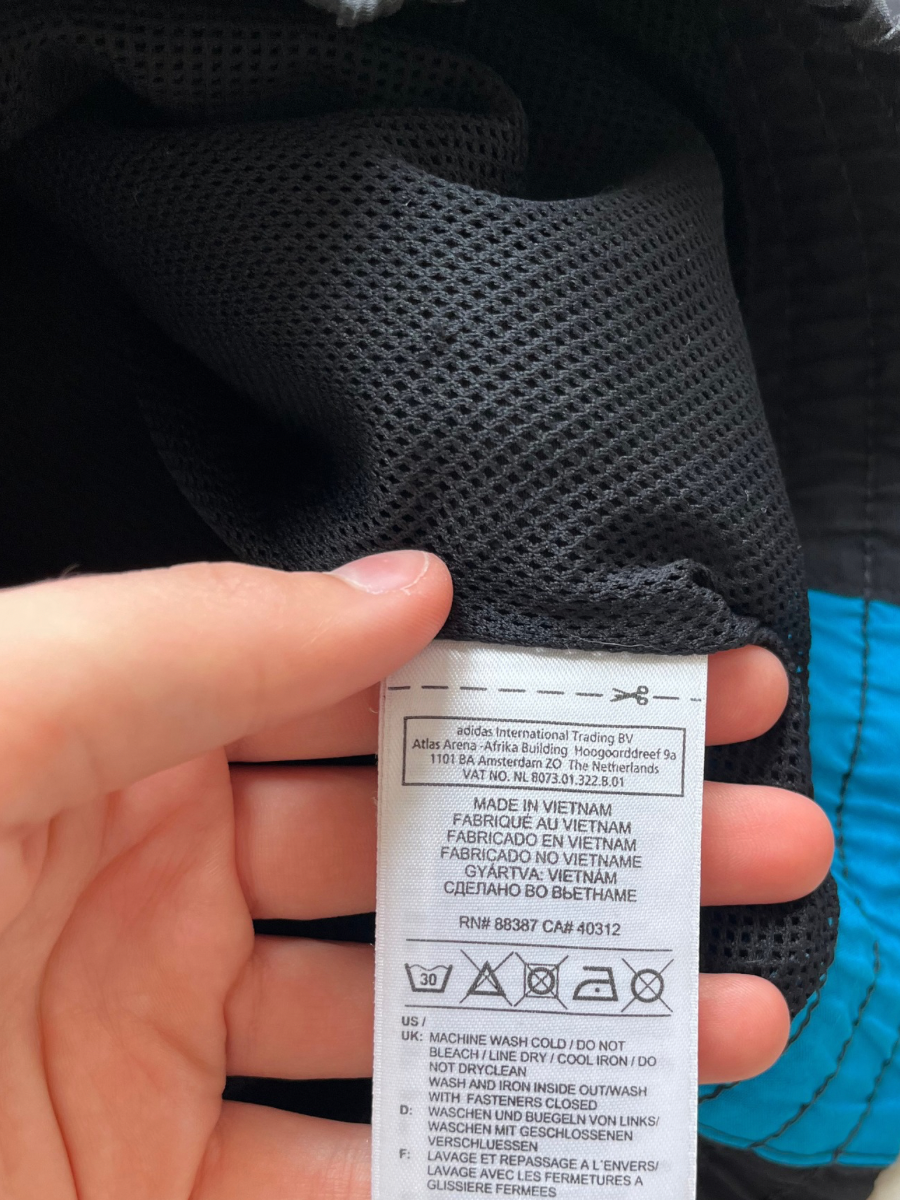 adidas International Trading BV
Atlas Arena -Afrika Building Hoogoorddreef 9a
1101 BA Amsterdam ZO The Netherlands
VAT NO. NL 8073.01.322.B.01
MADE IN VIETNAM
FABRIQUÉ AU VIETNAM
FABRICADO EN VIETNAM
FABRICADO NO VIETNAME
GYÁRTVA: VIETNÁM
СДЕЛАНО ВО ВЬЕТНАМЕ
RN# 88387 CA# 40312
30
US /
UK: MACHINE WASH COLD / DO NOT
BLEACH / LINE DRY / COOL IRON / DO
NOT DRYCLEAN
WASH AND IRON INSIDE OUT/WASH
WITH FASTENERS CLOSED
D: WASCHEN UND BUEGELN VON LINKS/
WASCHEN MIT GESCHLOSSENEN
VERSCHLUESSEN
F: LAVAGE ET REPASSAGE A L'ENVERS/
LAVAGE AVEC LES FERMETURES A
GLISSIERE FERMEES